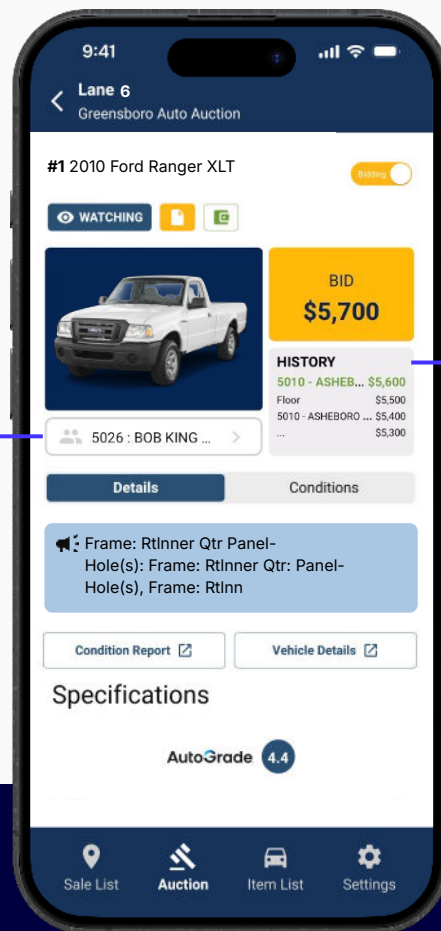 9:41
Lane 6
Greensboro Auto Auction
#1 2010 Ford Ranger XLT
Bidding
WATCHING
BID
$5,700
HISTORY
5010 - ASHEB... $5,600
Floor $5,500
5010 - ASHEBORO ... $5,400
... $5,300
5026 : BOB KING ...
Details Conditions
Frame: RtInner Qtr Panel-
Hole(s): Frame: RtInner Qtr: Panel-
Hole(s), Frame: RtInn
Condition Report Vehicle Details
Specifications
AutoGrade 4.4
Sale List Auction Item List Settings